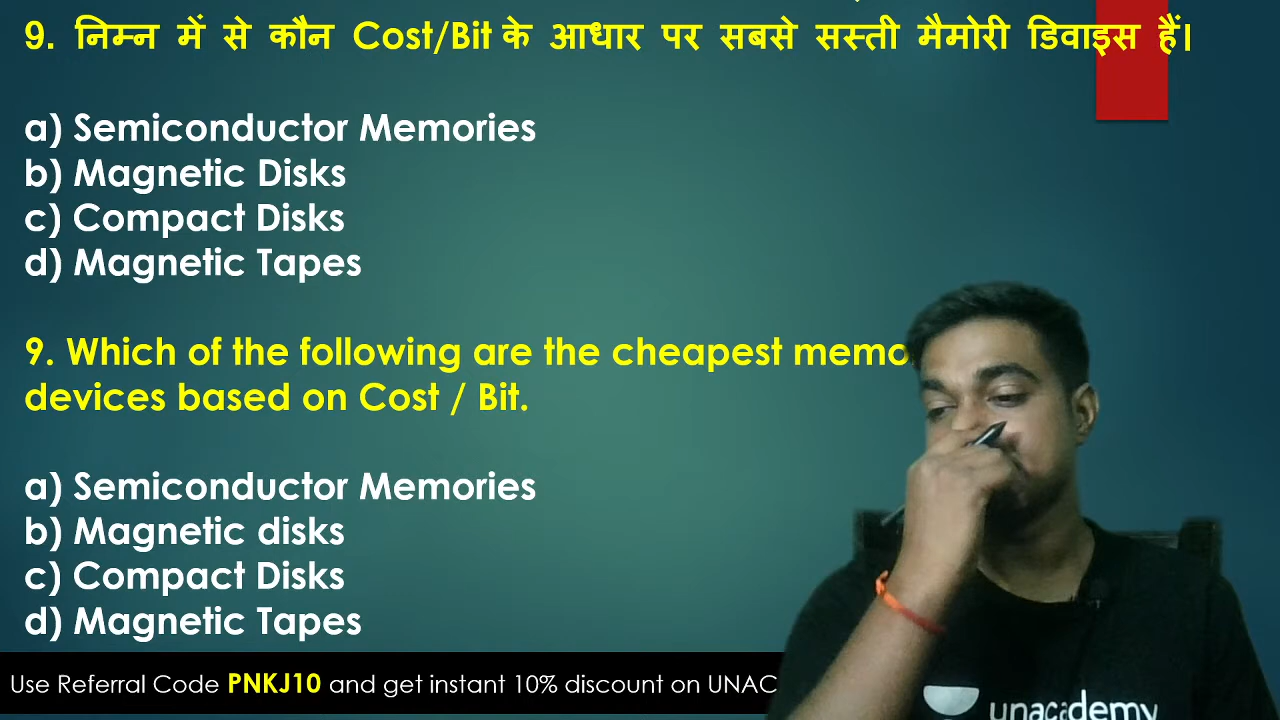 9. निम्न में से कौन Cost/Bit के आधार पर सबसे सस्ती मैमोरी डिवाइस हैं।
a) Semiconductor Memories
b) Magnetic Disks
c) Compact Disks
d) Magnetic Tapes
9. Which of the following are the cheapest memo
devices based on Cost / Bit.
a) Semiconductor Memories
b) Magnetic disks
c) Compact Disks
d) Magnetic Tapes
Use Referral Code PNKJ10 and get instant 10% discount on UNAC
unacademy